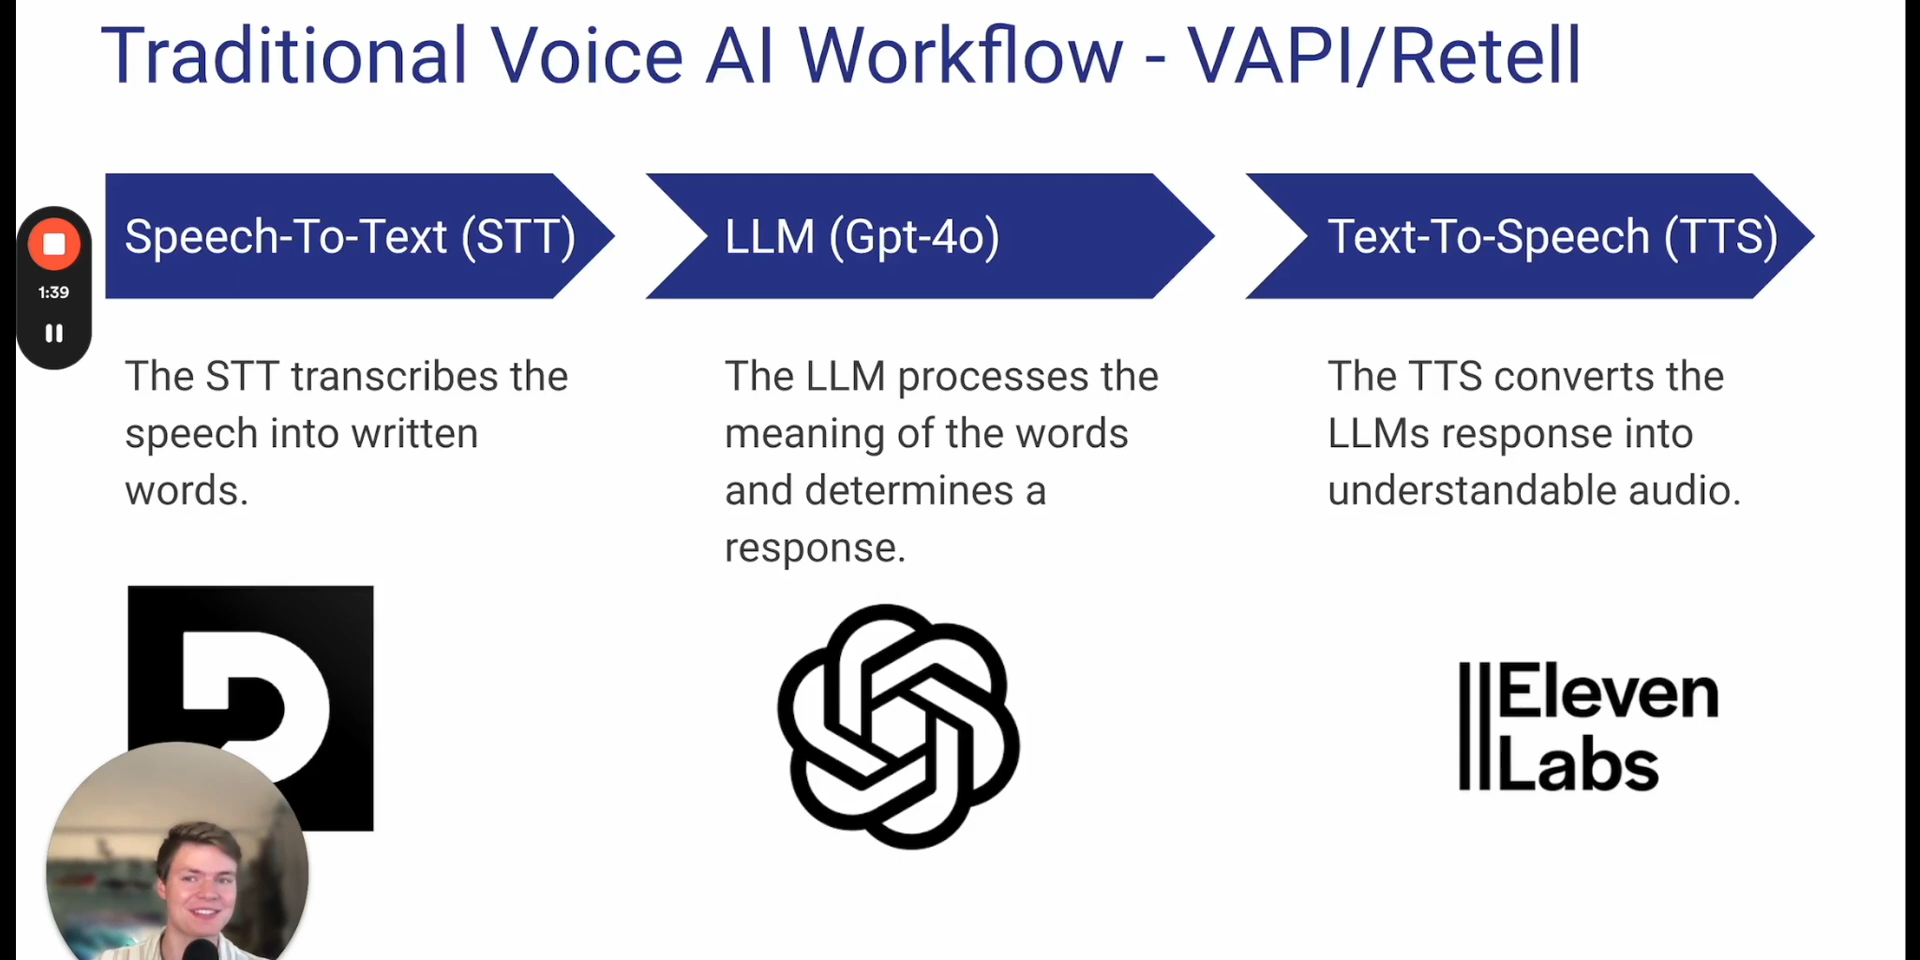 Traditional Voice AI Workflow - VAPI/Retell
Speech-To-Text (STT)
LLM (Gpt-4o)
Text-To-Speech (TTS)
1:39
The STT transcribes the
speech into written
words.
The LLM processes the
meaning of the words
and determines a
response.
The TTS converts the
LLMs response into
understandable audio.
Eleven
Labs